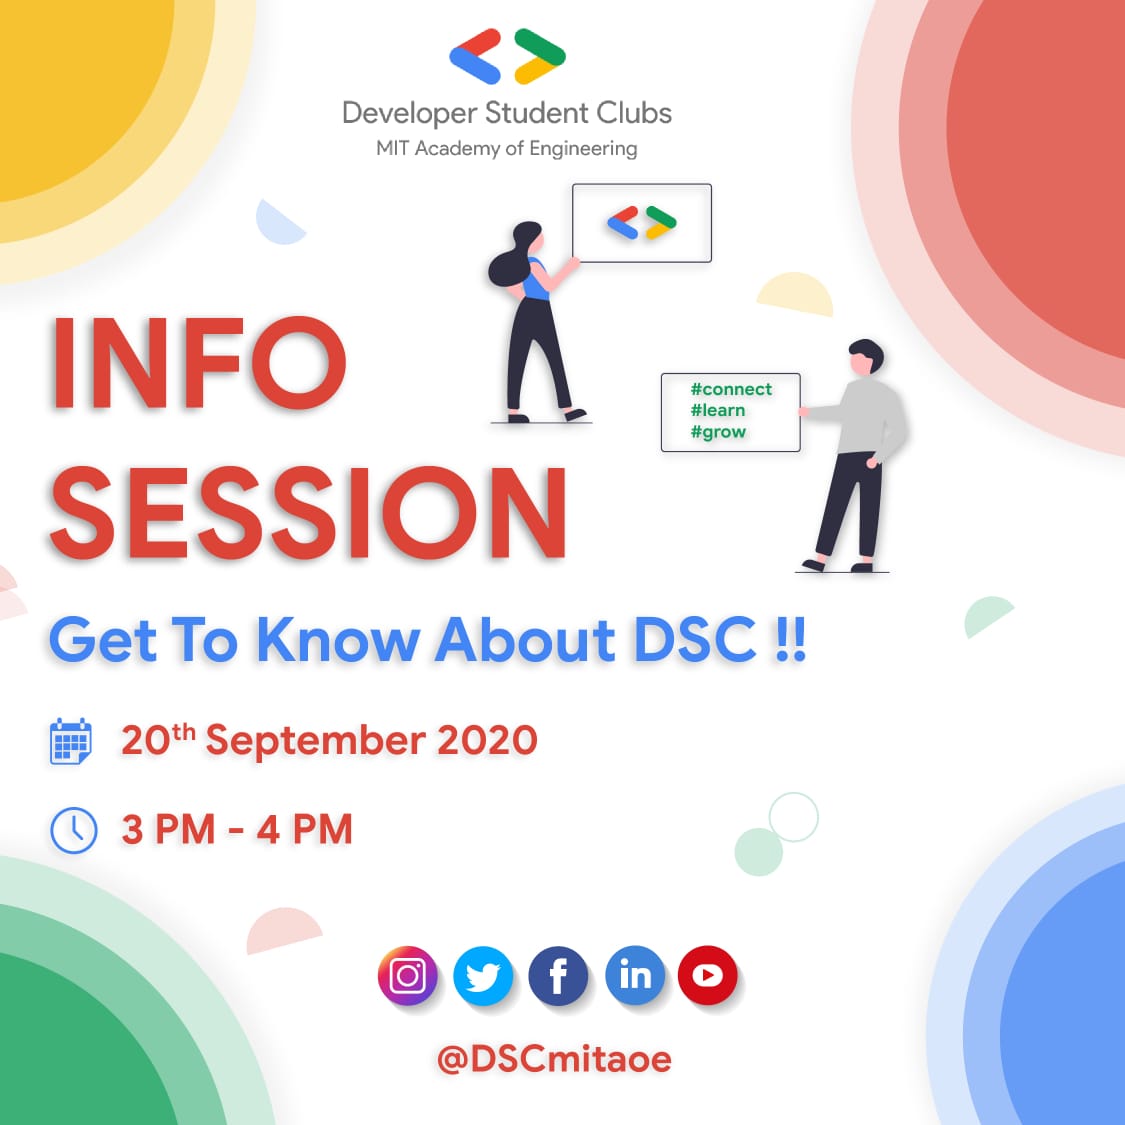 Developer Student Clubs
MIT Academy of Engineering
#connect
#learn
#grow
INFO
SESSION
Get To Know About DSC !!
20th September 2020
3 PM - 4 PM
@DSCmitaoe